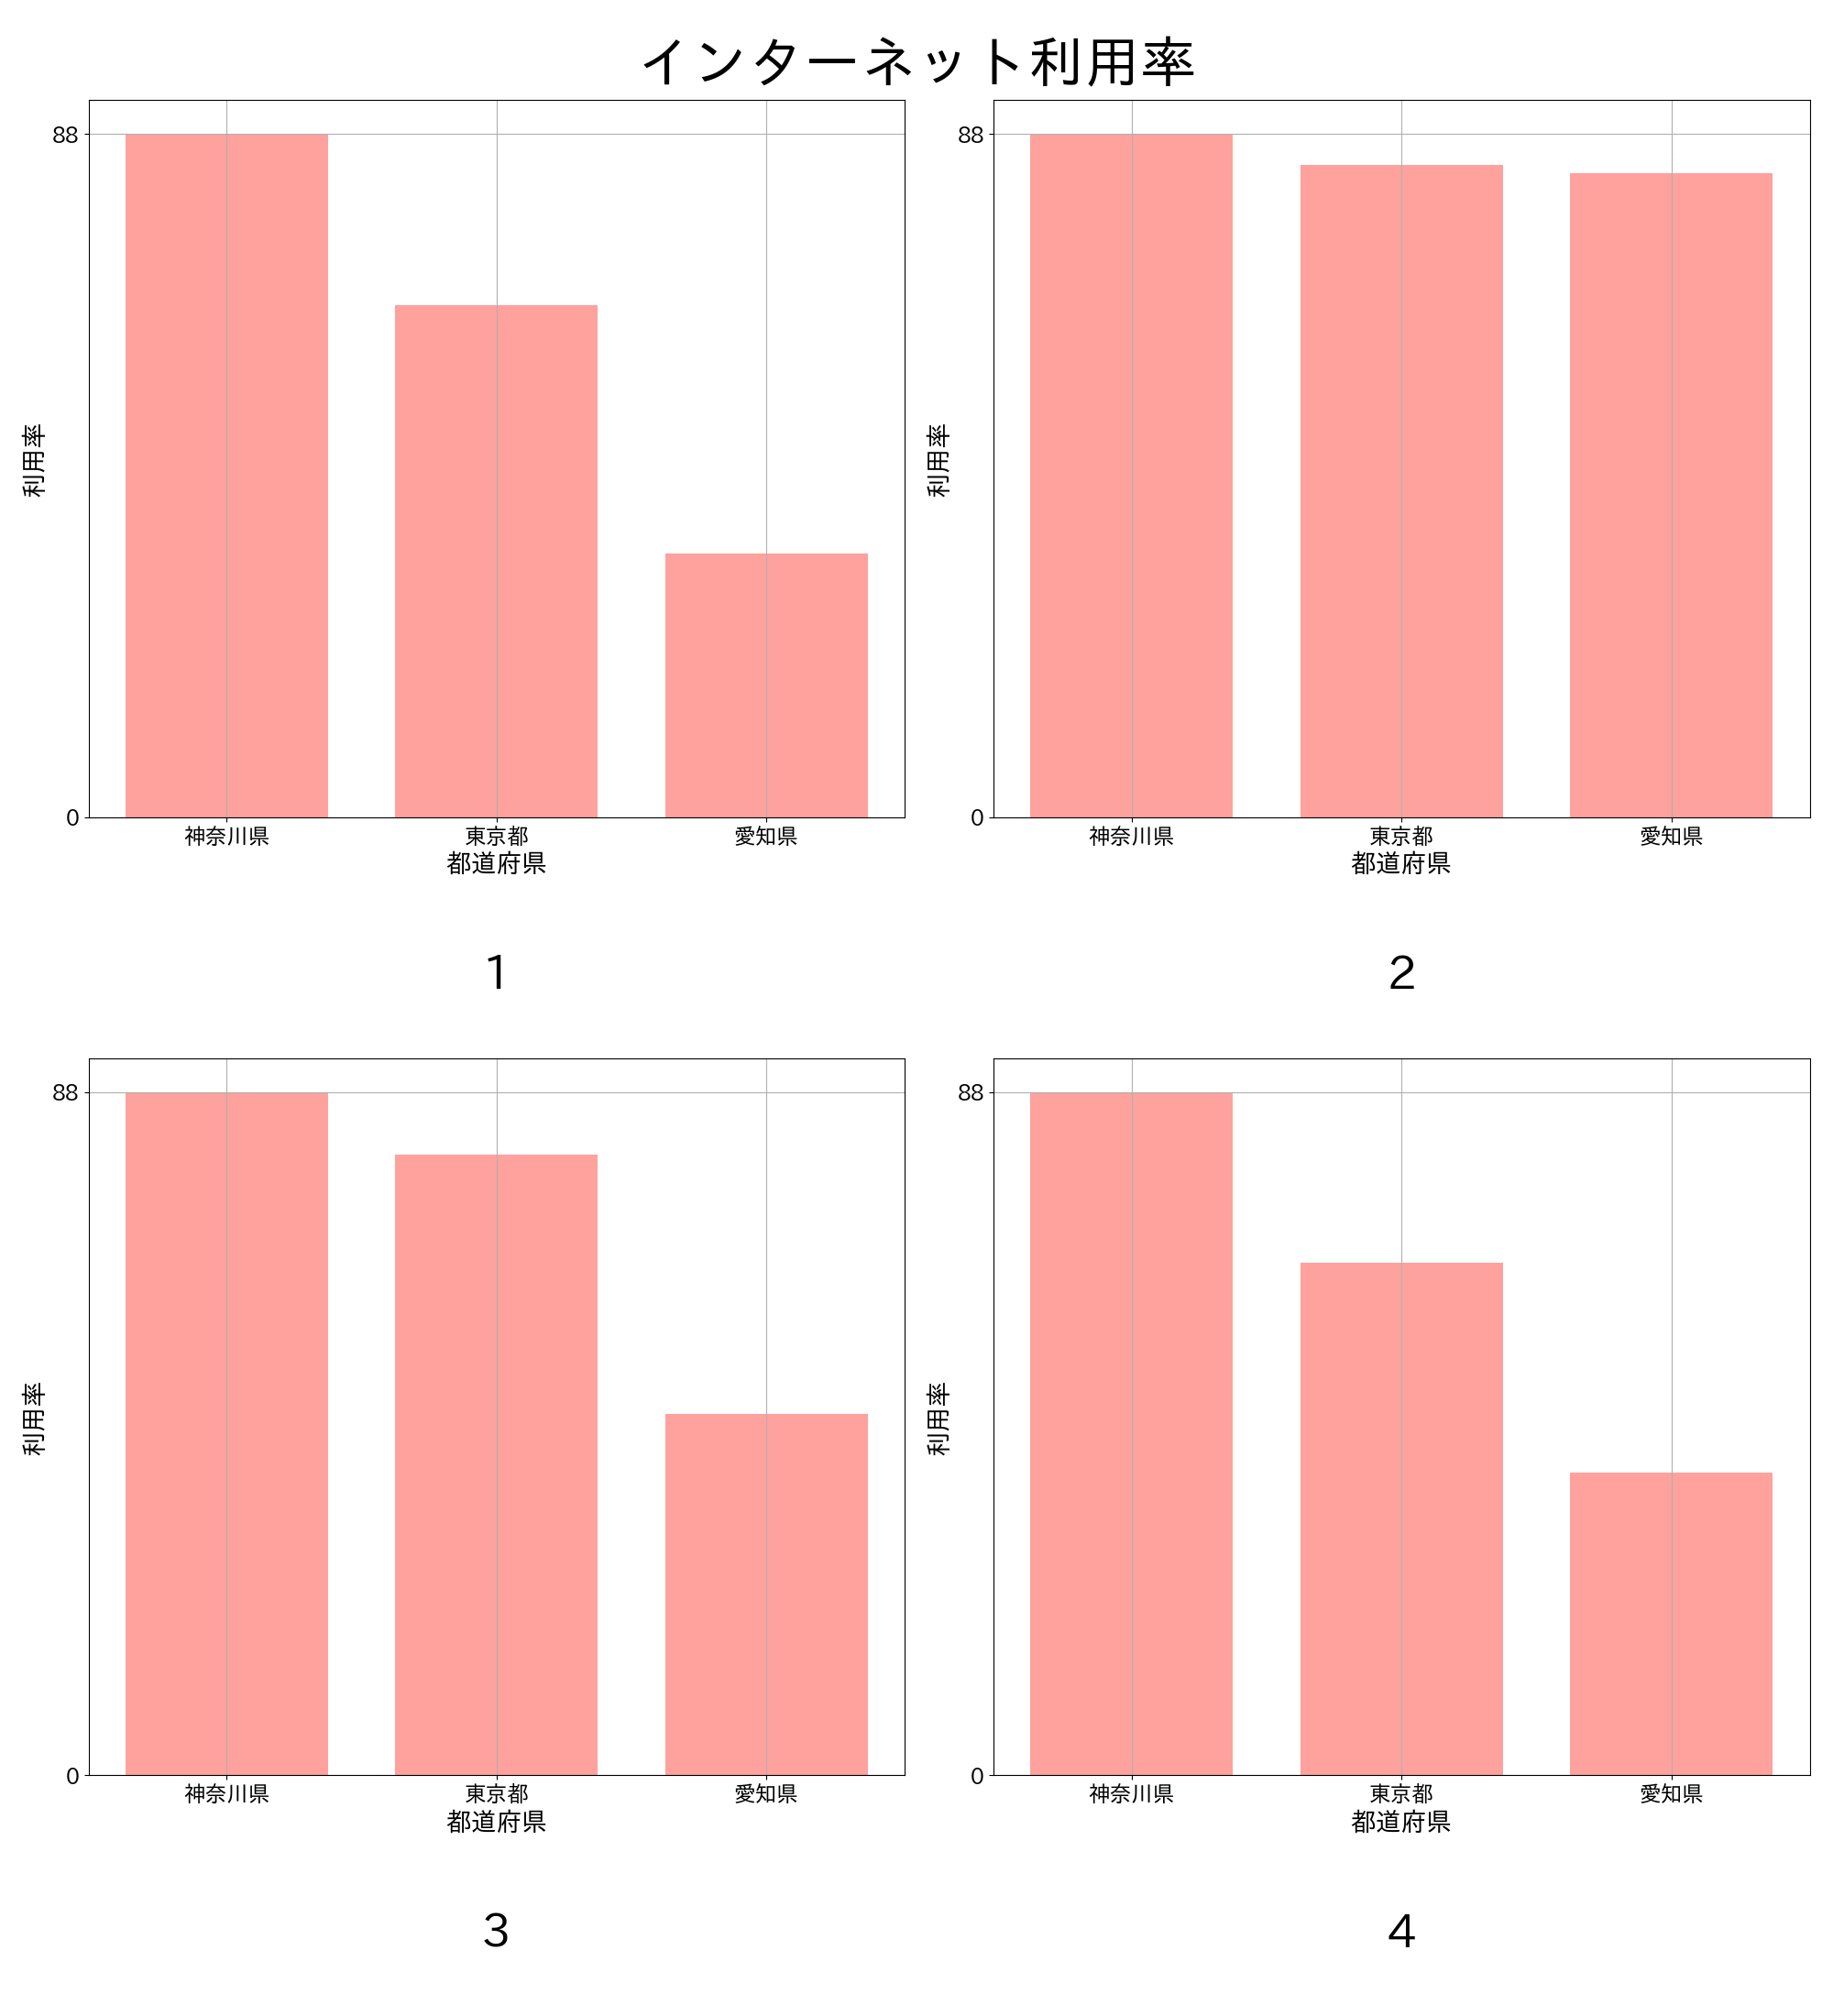 インターネット利用率
88
0
利用率
神奈川県 東京都 愛知県
都道府県
1
88
0
利用率
神奈川県 東京都 愛知県
都道府県
2
88
0
利用率
神奈川県 東京都 愛知県
都道府県
3
88
0
利用率
神奈川県 東京都 愛知県
都道府県
4